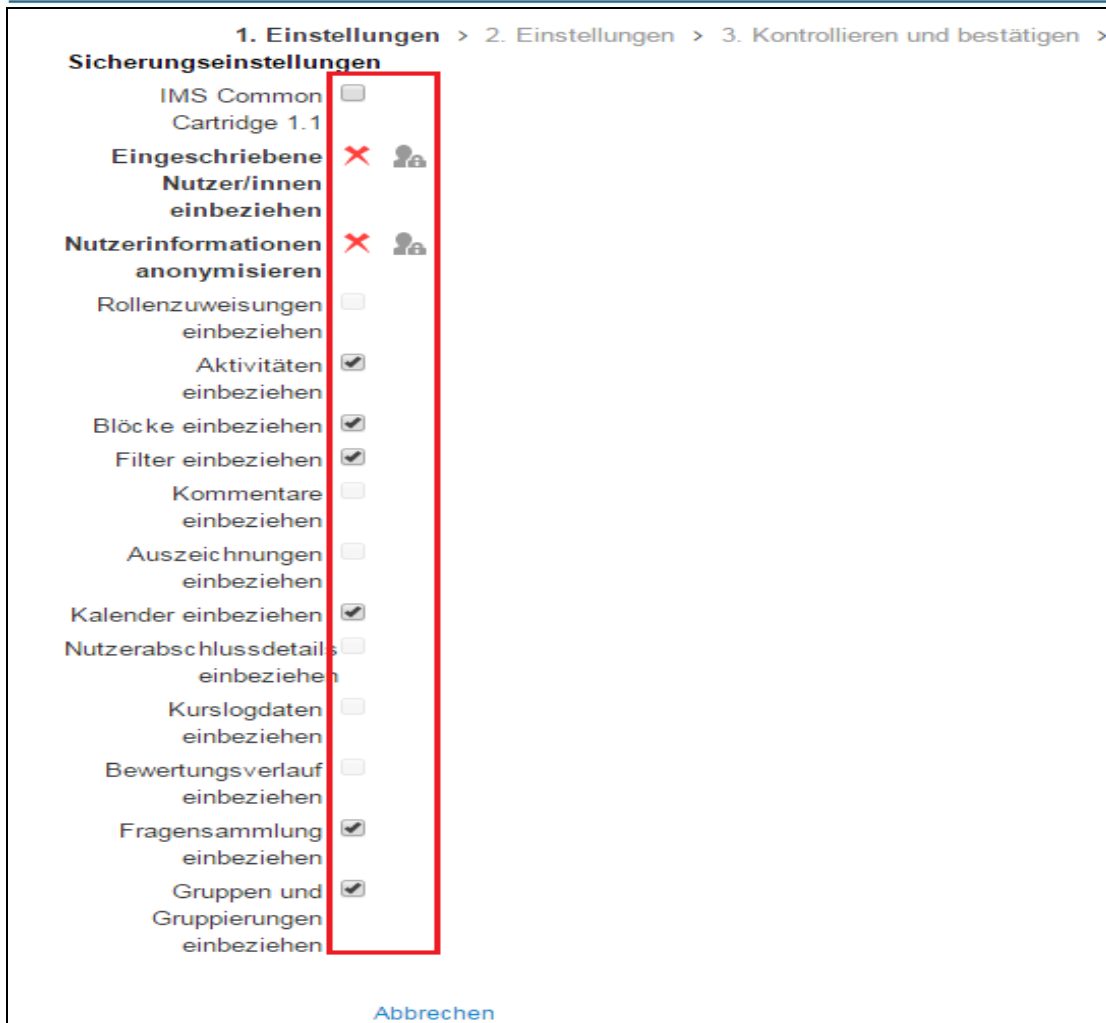 1. Einstellungen > 2. Einstellungen > 3. Kontrollieren und bestätigen >
Sicherungseinstellungen
IMS Common
Cartridge 1.1
Eingeschriebene
Nutzer/innen
einbeziehen
Nutzerinformationen
anonymisieren
Rollenzuweisungen
einbeziehen
Aktivitäten
einbeziehen
Blöcke einbeziehen
Filter einbeziehen
Kommentare
einbeziehen
Auszeichnungen
einbeziehen
Kalender einbeziehen
Nutzerabschlussdetails
einbeziehen
Kurslogdaten
einbeziehen
Bewertungsverlauf
einbeziehen
Fragensammlung
einbeziehen
Gruppen und
Gruppierungen
einbeziehen
Abbrechen